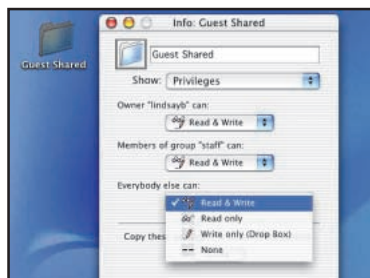 Info: Guest Shared
Guest Shared
Guest Shared
Show: Privileges
Owner "lindsayb" can:
Read & Write
Members of group "staff" can:
Read & Write
Everybody else can:
✓ Read & Write
Read only
Write only (Drop Box)
None
Copy thes